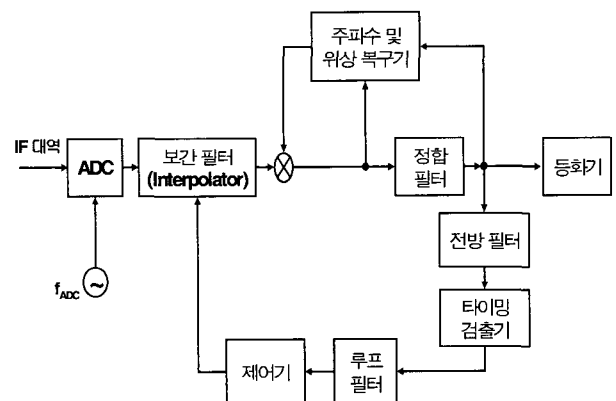 주파수 및
위상 복구기
IF 대역
ADC
보간 필터
(Interpolator)
정합
필터
등화기
전방 필터
f_ADC
타이밍
검출기
제어기
루프
필터